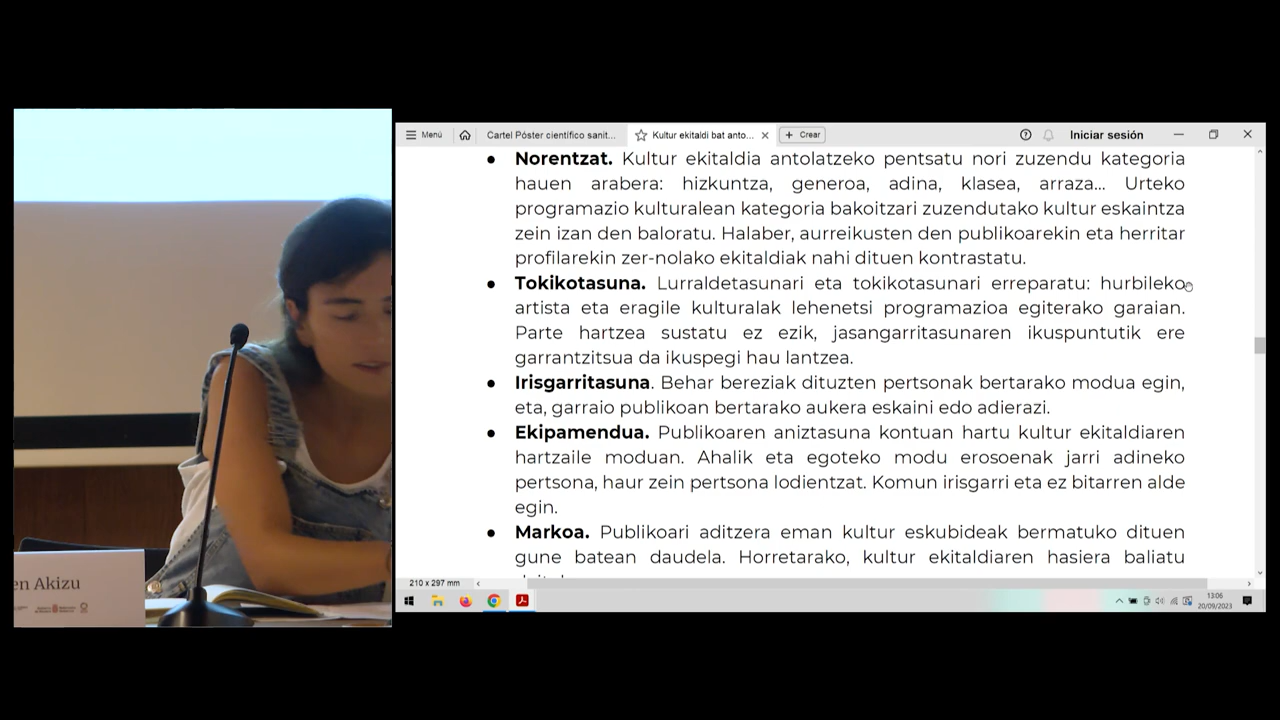 Menú
Cartel Póster científico sanit...
Kultur ekitaldi bat anto...
Crear
Iniciar sesión
● Norentzat. Kultur ekitaldia antolatzeko pentsatu nori zuzendu kategoria
hauen arabera: hizkuntza, generoa, adina, klasea, arraza... Urteko
programazio kulturalean kategoria bakoitzari zuzendutako kultur eskaintza
zein izan den baloratu. Halaber, aurreikusten den publikoarekin eta herritar
profilarekin zer-nolako ekitaldiak nahi dituen kontrastatu.
● Tokikotasuna. Lurraldetasunari eta tokikotasunari erreparatu: hurbileko
artista eta eragile kulturalak lehenetsi programazioa egiterako garaian.
Parte hartzea sustatu ez ezik, jasangarritasunaren ikuspuntutik ere
garrantzitsua da ikuspegi hau lantzea.
● Irisgarritasuna. Behar bereziak dituzten pertsonak bertarako modua egin,
eta, garraio publikoan bertarako aukera eskaini edo adierazi.
● Ekipamendua. Publikoaren aniztasuna kontuan hartu kultur ekitaldiaren
hartzaile moduan. Ahalik eta egoteko modu erosoenak jarri adineko
pertsona, haur zein pertsona lodientzat. Komun irisgarri eta ez bitarren alde
egin.
● Markoa. Publikoari aditzera eman kultur eskubideak bermatuko dituen
gune batean daudela. Horretarako, kultur ekitaldiaren hasiera baliatu
210 x 297 mm
13:06
20/09/2023
en Akizu